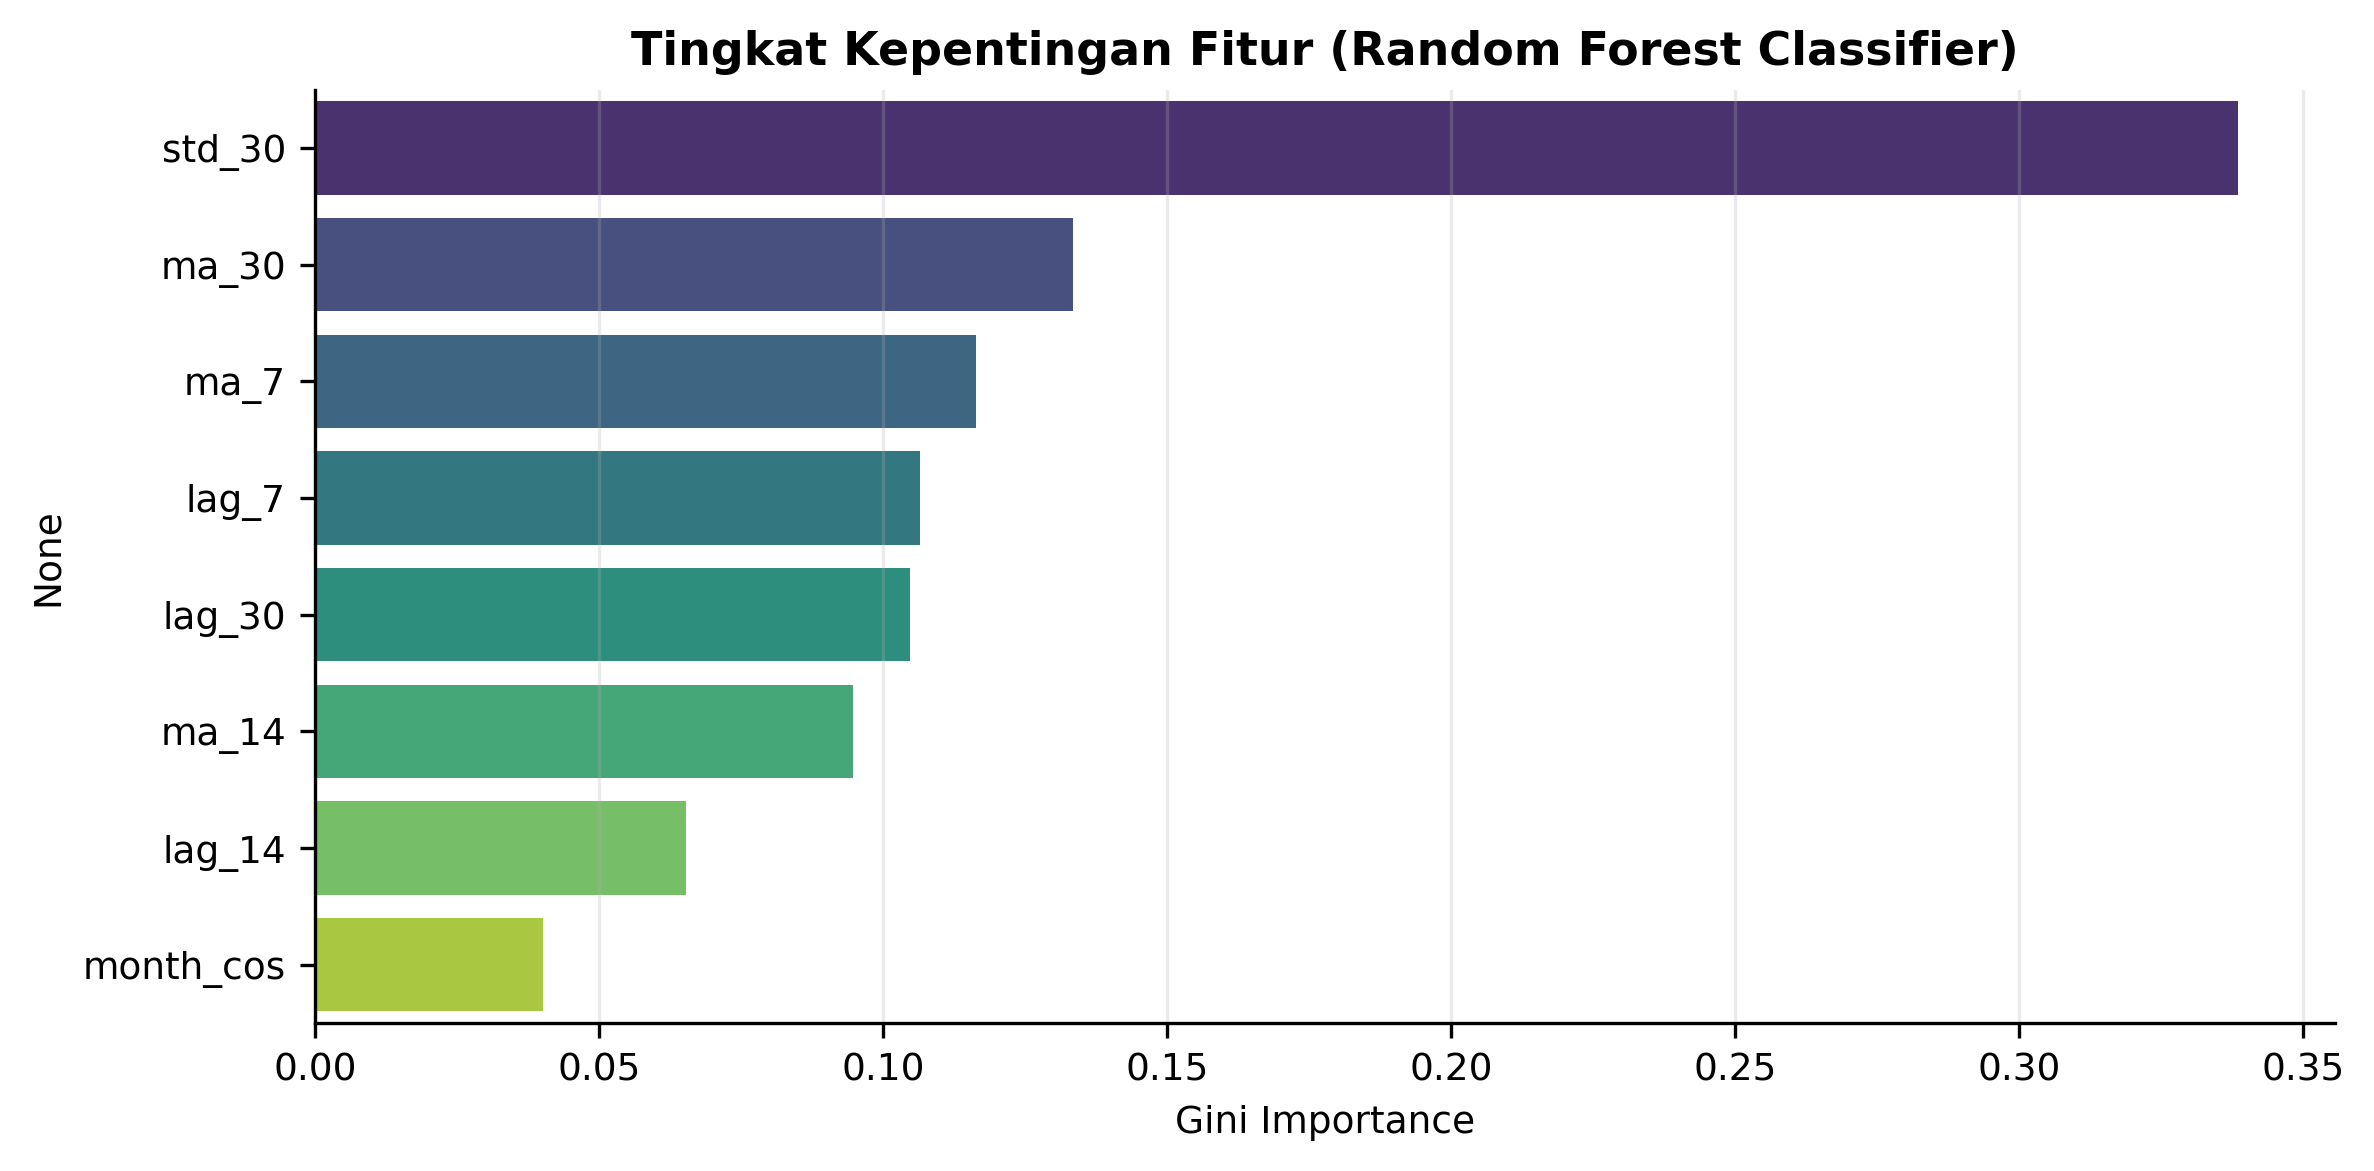 Tingkat Kepentingan Fitur (Random Forest Classifier)
None
std_30
ma_30
ma_7
lag_7
lag_30
ma_14
lag_14
month_cos
0.00 0.05 0.10 0.15 0.20 0.25 0.30 0.35
Gini Importance